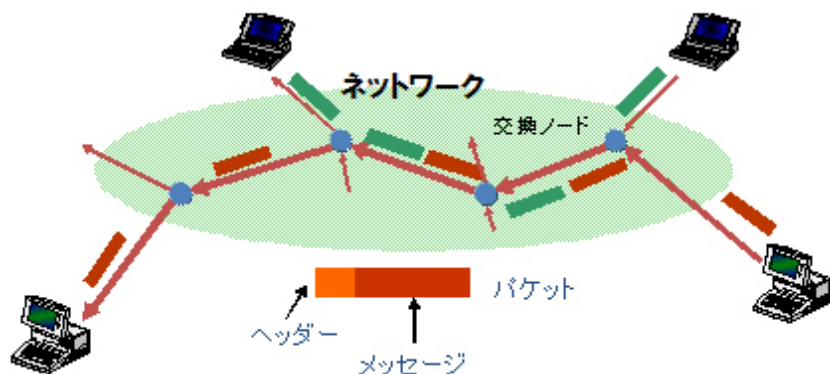 ネットワーク
交換ノード
パケット
ヘッダー
メッセージ